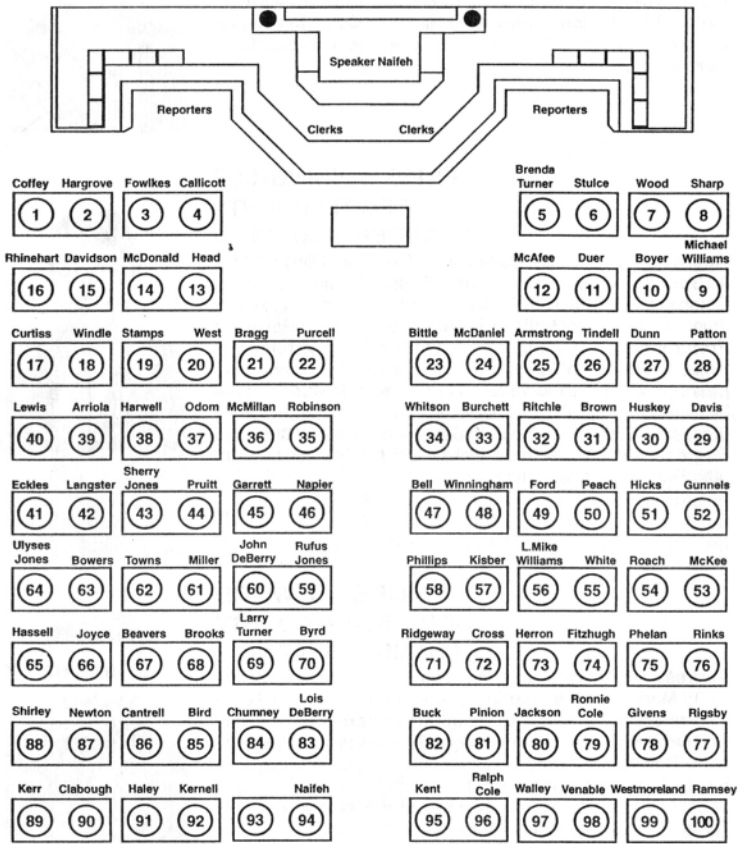 Speaker Naifeh
Reporters Reporters
Clerks Clerks
Coffey Hargrove Fowlkes Callicott Brenda Turner Stulce Wood Sharp
1 2 3 4 5 6 7 8
Rhinehart Davidson McDonald Head McAfee Duer Boyer Michael Williams
16 15 14 13 12 11 10 9
Curtiss Windle Stamps West Bragg Purcell Bittle McDaniel Armstrong Tindell Dunn Patton
17 18 19 20 21 22 23 24 25 26 27 28
Lewis Arriola Harwell Odom McMillan Robinson Whitson Burchett Ritchie Brown Huskey Davis
40 39 38 37 36 35 34 33 32 31 30 29
Eckles Langster Sherry Jones Pruitt Garrett Napier Bell Winningham Ford Peach Hicks Gunnels
41 42 43 44 45 46 47 48 49 50 51 52
Ulyses Jones Bowers Towns Miller John DeBerry Rufus Jones Phillips Kisber L.Mike Williams White Roach McKee
64 63 62 61 60 59 58 57 56 55 54 53
Hassell Joyce Beavers Brooks Larry Turner Byrd Ridgeway Cross Herron Fitzhugh Phelan Rinks
65 66 67 68 69 70 71 72 73 74 75 76
Shirley Newton Cantrell Bird Chumney Lois DeBerry Buck Pinion Jackson Ronnie Cole Givens Rigsby
88 87 86 85 84 83 82 81 80 79 78 77
Kerr Clabough Haley Kernell Naifeh Kent Ralph Cole Walley Venable Westmoreland Ramsey
89 90 91 92 93 94 95 96 97 98 99 100